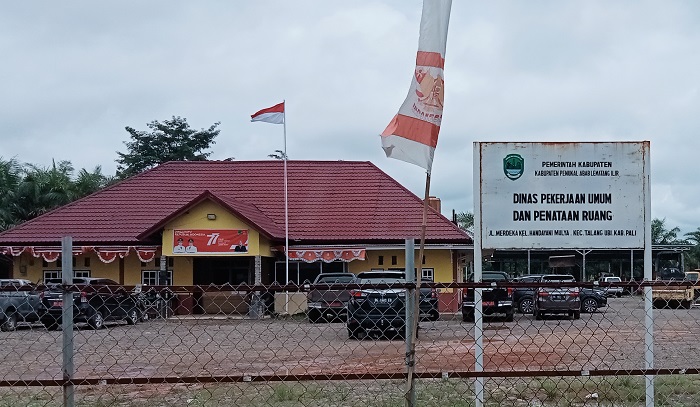 PEMERINTAH KABUPATEN
KABUPATEN PENUKAL ABAB LEMATANG ILIR
DINAS PEKERJAAN UMUM
DAN PENATAAN RUANG
JL. MERDEKA KEL. HANDAYANI MULYA . KEC. TALANG UBI KAB. PALI
77